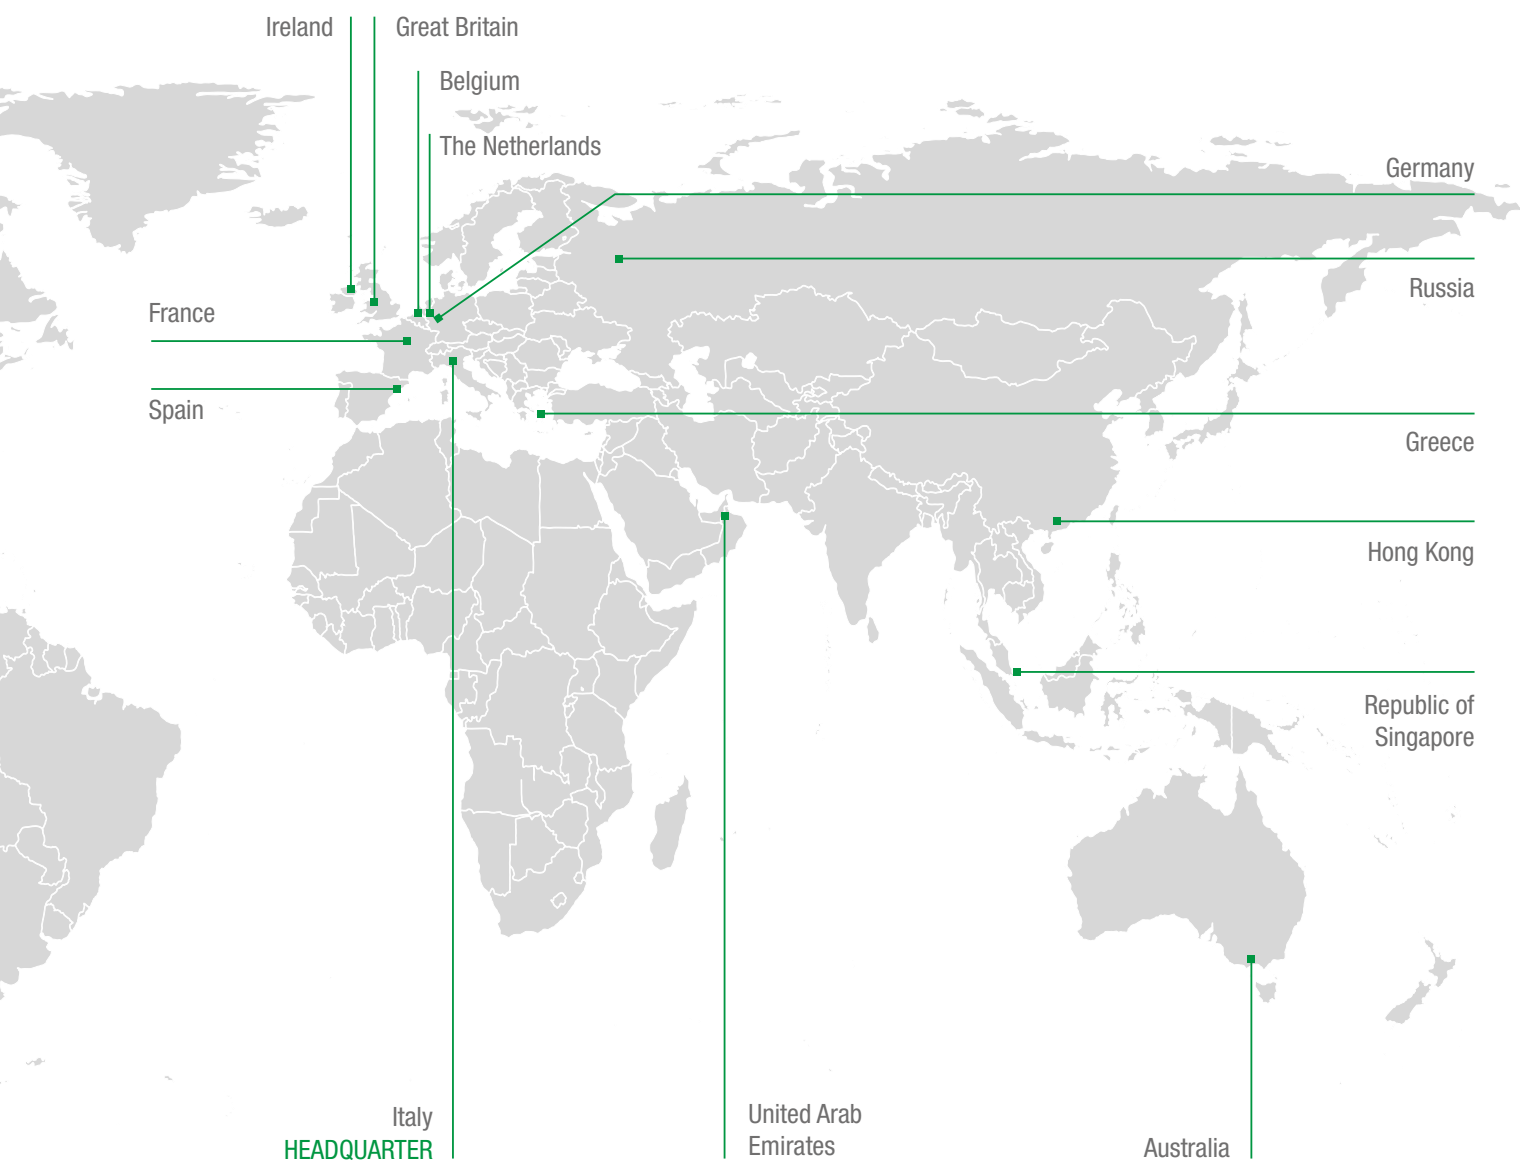 Ireland
Great Britain
Belgium
The Netherlands
Germany
Russia
France
Spain
Greece
Hong Kong
Republic of
Singapore
Italy
HEADQUARTER
United Arab
Emirates
Australia